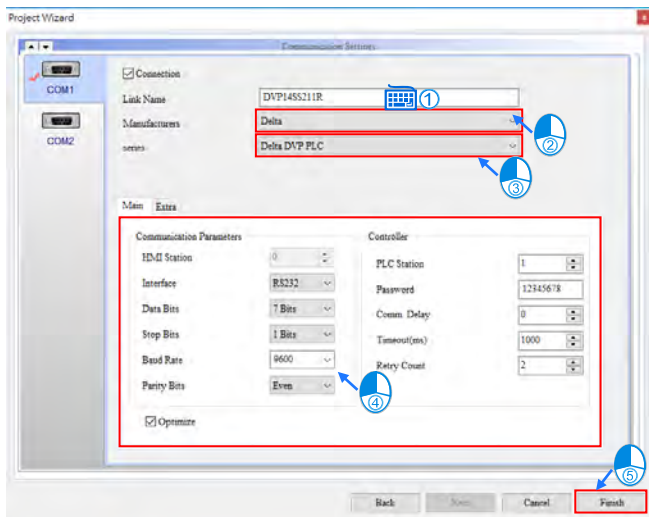 Project Wizard
Communication Settings
COM1
COM2
Connection
Link Name DVP14SS211R ①
Manufacturers Delta ②
series Delta DVP PLC ③
Main Extra
Communication Parameters
HMI Station 0
Interface RS232
Data Bits 7 Bits
Stop Bits 1 Bits
Baud Rate 9600
Parity Bits Even ④
Optimize
Controller
PLC Station 1
Password 12345678
Comm. Delay 0
Timeout(ms) 1000
Retry Count 2
⑤
Back Next Cancel Finish